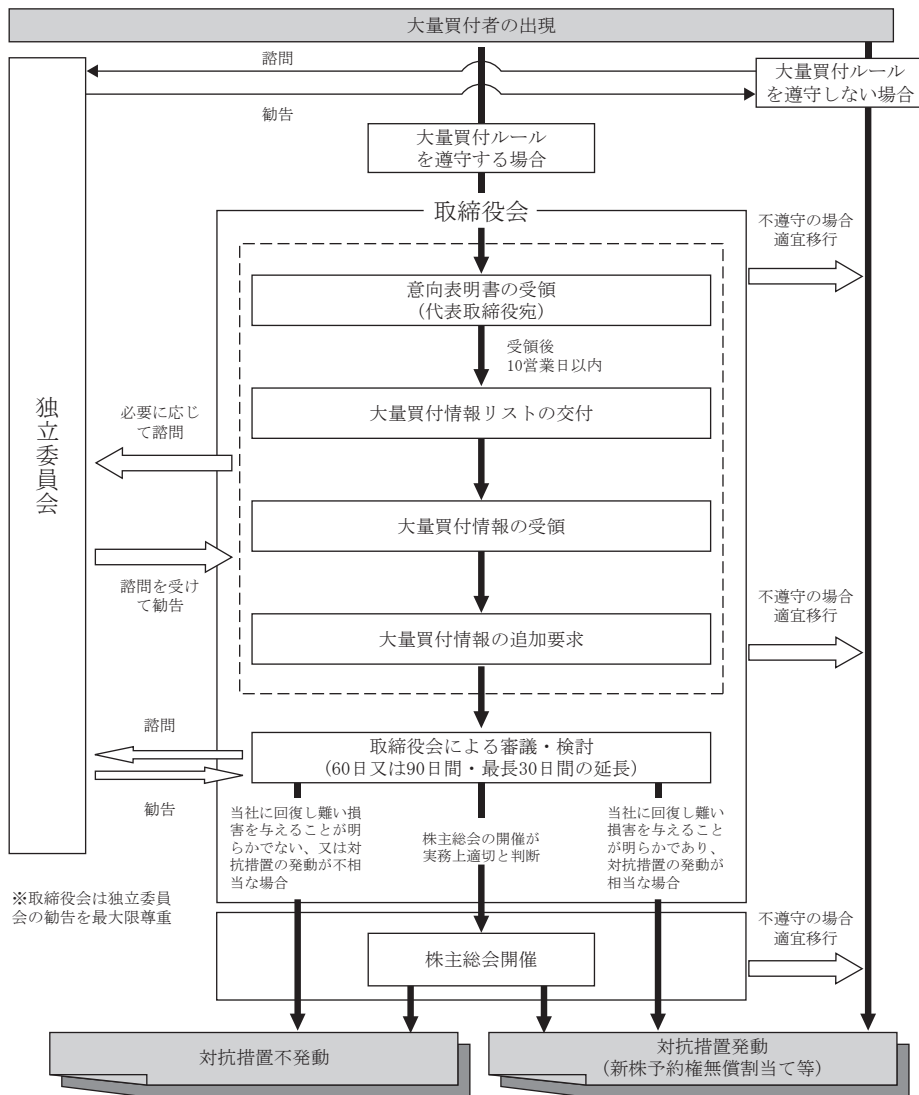 大量買付者の出現
諮問
勧告
大量買付ルール
を遵守しない場合
大量買付ルール
を遵守する場合
取締役会
不遵守の場合
適宜移行
意向表明書の受領
(代表取締役宛)
受領後
10営業日以内
独立委員会
必要に応じ
て諮問
大量買付情報リストの交付
大量買付情報の受領
諮問を受け
て勧告
不遵守の場合
適宜移行
大量買付情報の追加要求
諮問
勧告
取締役会による審議・検討
(60日又は90日間・最長30日間の延長)
当社に回復し難い損
害を与えることが明
らかでない、又は対
抗措置の発動が不相
当な場合
株主総会の開催が
実務上適切と判断
当社に回復し難い
損害を与えること
が明らかであり、
対抗措置の発動が
相当な場合
※取締役会は独立委員
会の勧告を最大限尊重
不遵守の場合
適宜移行
株主総会開催
対抗措置不発動
対抗措置発動
(新株予約権無償割当て等)